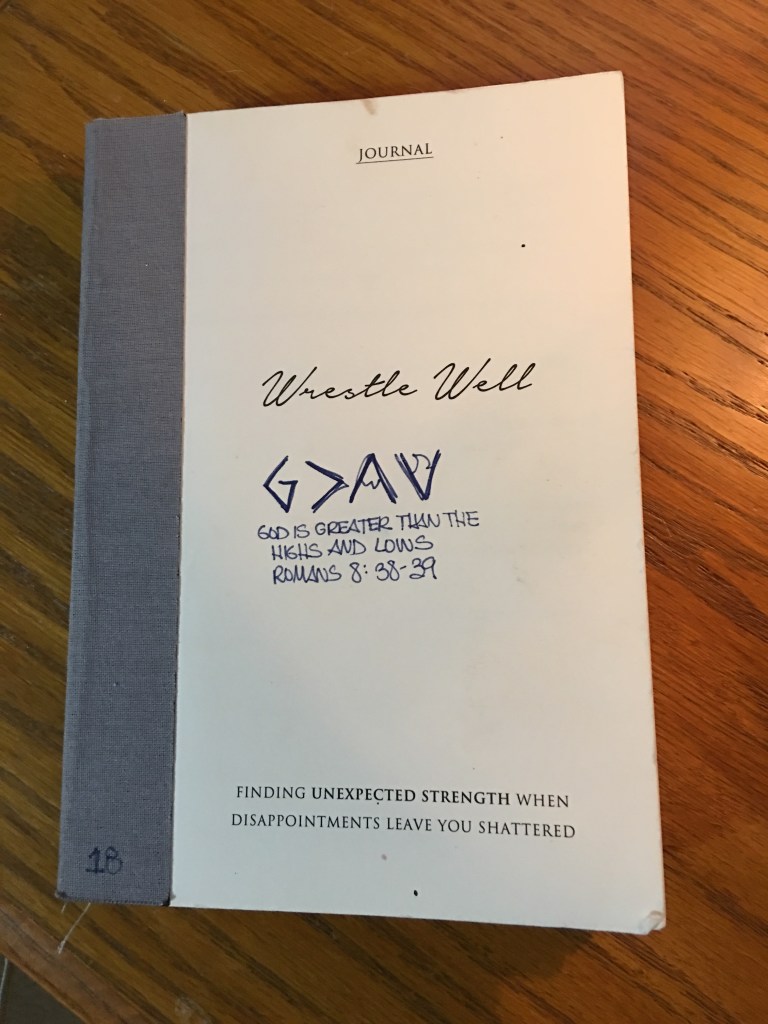 JOURNAL
Wrestle Well
G>ΛV
GOD IS GREATER THAN THE
HIGHS AND LOWS
ROMANS 8:38-39
FINDING UNEXPECTED STRENGTH WHEN
DISAPPOINTMENTS LEAVE YOU SHATTERED
18